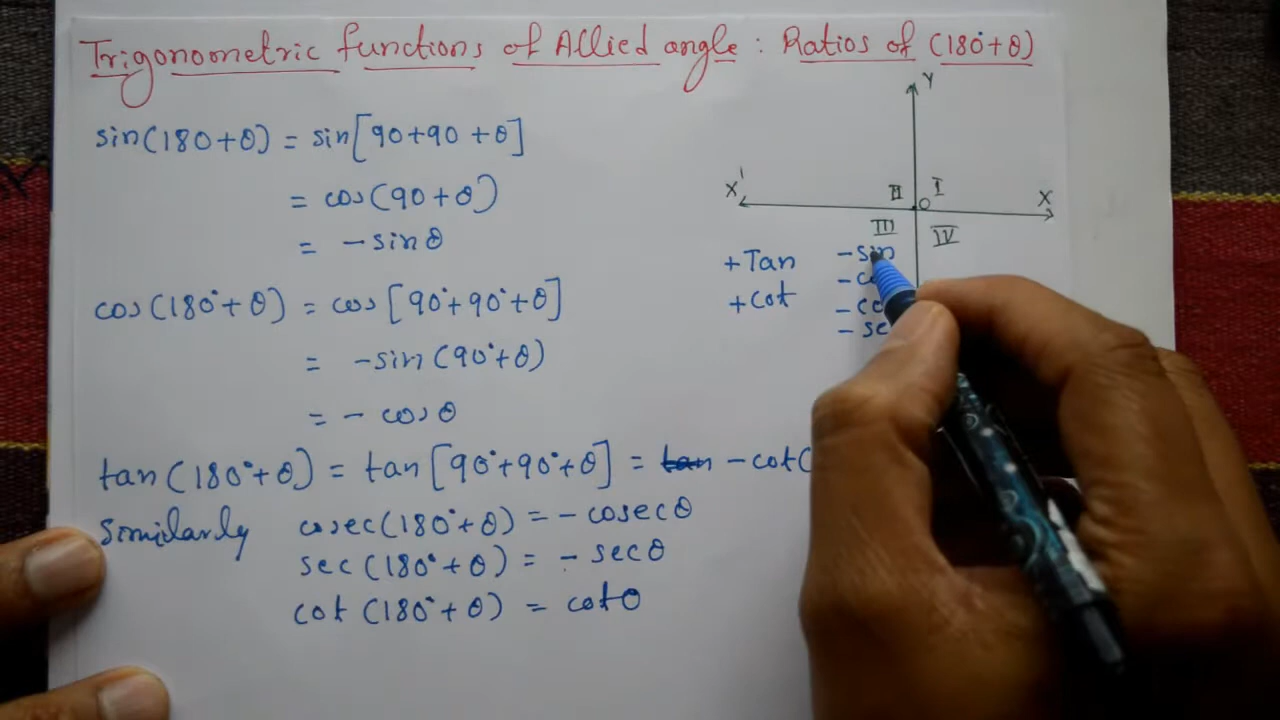 Trigonometric functions of Allied angle : Ratios of (180°+θ)
sin(180+θ) = sin[90+90+θ]
= cos(90+θ)
= -sinθ
cos(180°+θ) = cos[90°+90°+θ]
= -sin(90°+θ)
= - cosθ
tan(180°+θ) = tan[90°+90°+θ] = tan -cot(
Similarly cosec(180°+θ) = - cosecθ
sec(180°+θ) = - secθ
cot(180°+θ) = cotθ
Y
X' II I O X
III IV
+Tan -sin
+cot